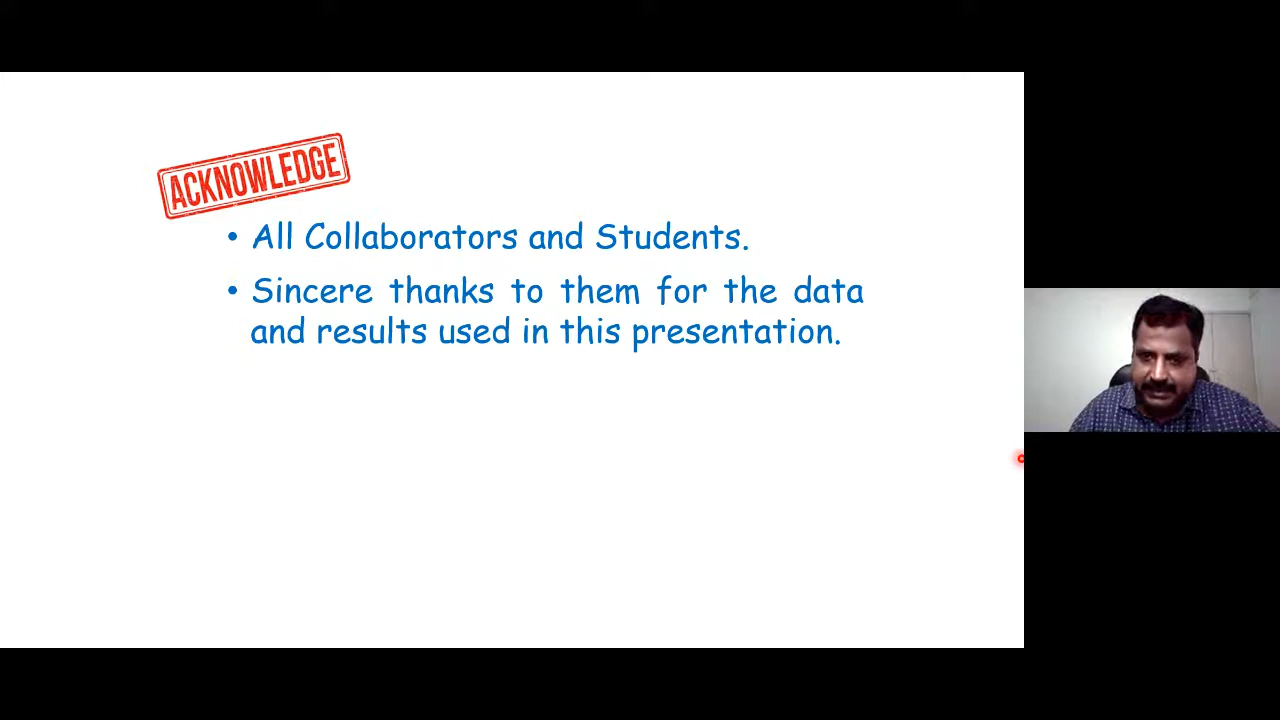 ACKNOWLEDGE
• All Collaborators and Students.
• Sincere thanks to them for the data
and results used in this presentation.